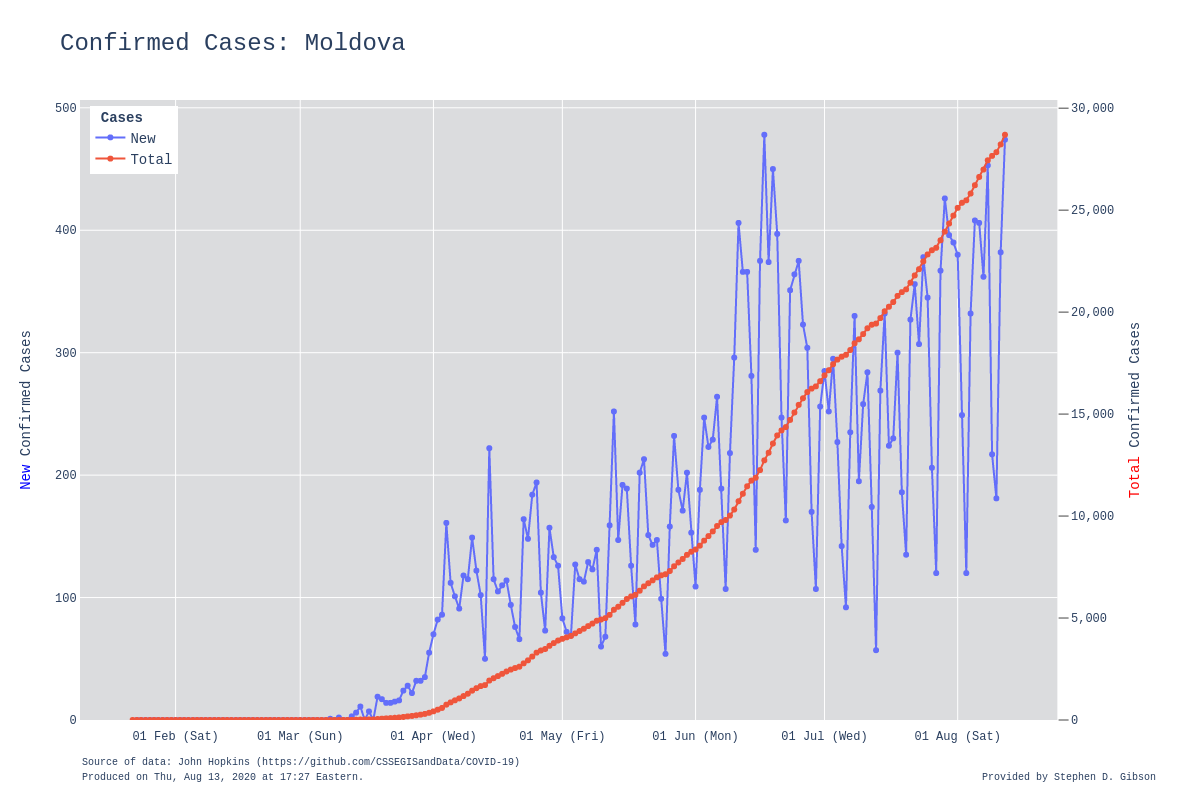 Confirmed Cases: Moldova
Cases
New
Total
500
400
300
200
100
0
30,000
25,000
20,000
15,000
10,000
5,000
0
New Confirmed Cases
Total Confirmed Cases
01 Feb (Sat)
01 Mar (Sun)
01 Apr (Wed)
01 May (Fri)
01 Jun (Mon)
01 Jul (Wed)
01 Aug (Sat)
Source of data: John Hopkins (https://github.com/CSSEGISandData/COVID-19)
Produced on Thu, Aug 13, 2020 at 17:27 Eastern.
Provided by Stephen D. Gibson